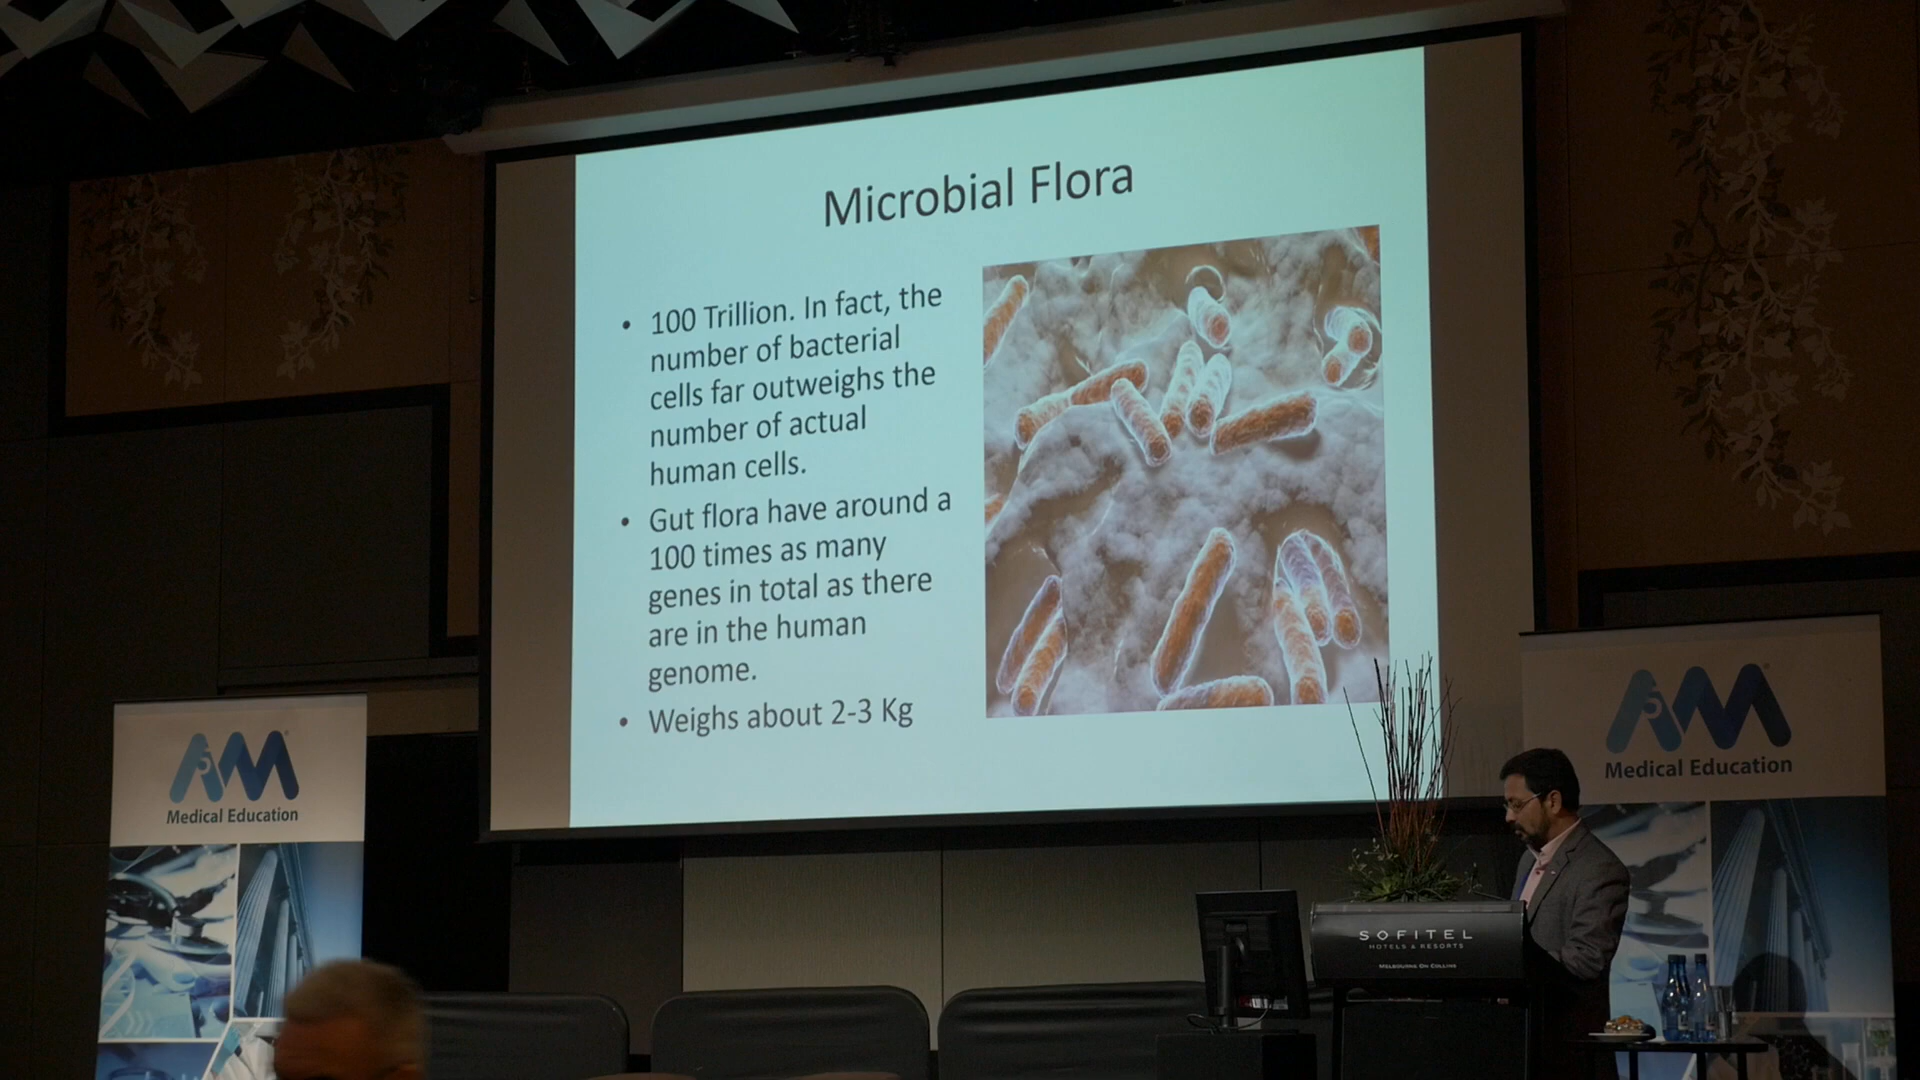 Microbial Flora
• 100 Trillion. In fact, the
number of bacterial
cells far outweighs the
number of actual
human cells.
• Gut flora have around a
100 times as many
genes in total as there
are in the human
genome.
• Weighs about 2-3 Kg
A5M
Medical Education
A5M
Medical Education
SOFITEL
HOTELS & RESORTS
MELBOURNE ON COLLINS